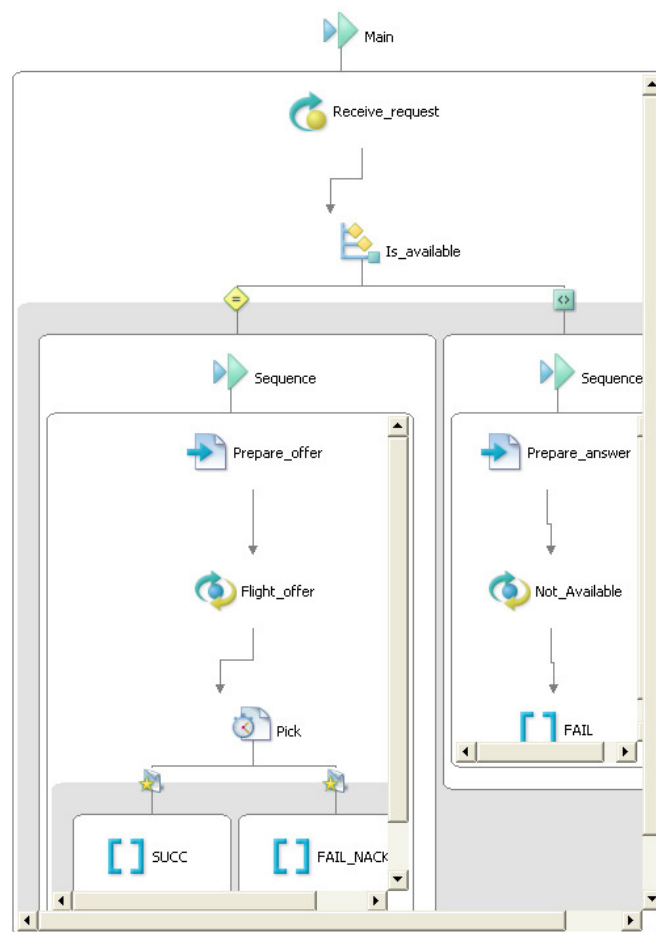 Main
Receive_request
Is_available
=
<>
Sequence
Sequence
Prepare_offer
Prepare_answer
Flight_offer
Not_Available
Pick
FAIL
SUCC
FAIL_NACK